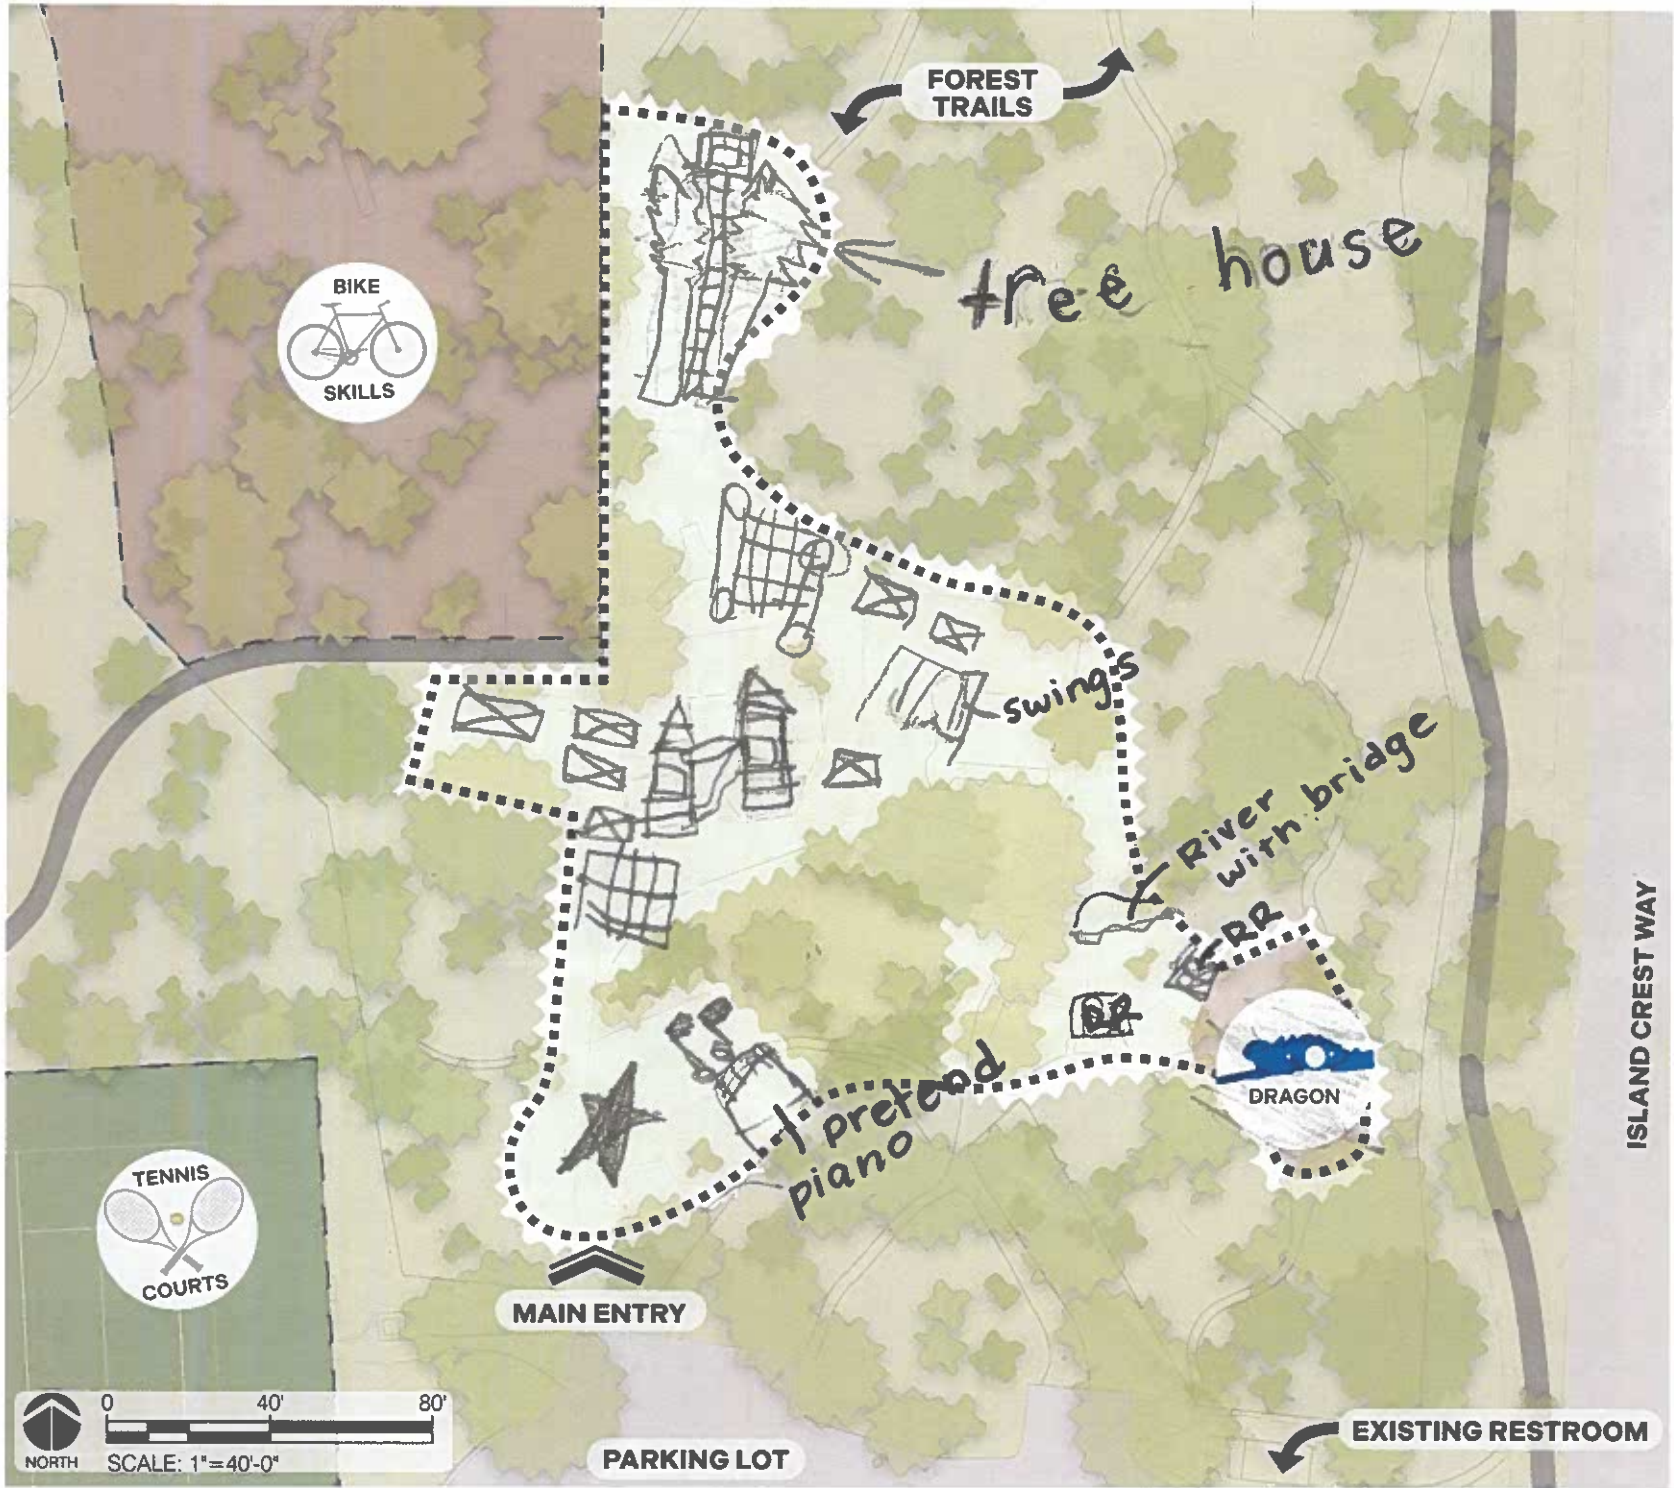 FOREST
TRAILS
tree house
BIKE
SKILLS
swings
River
with bridge
RR
RR
DRAGON
pretend
piano
ISLAND CREST WAY
TENNIS
COURTS
MAIN ENTRY
0 40' 80'
NORTH
SCALE: 1"=40'-0"
PARKING LOT
EXISTING RESTROOM